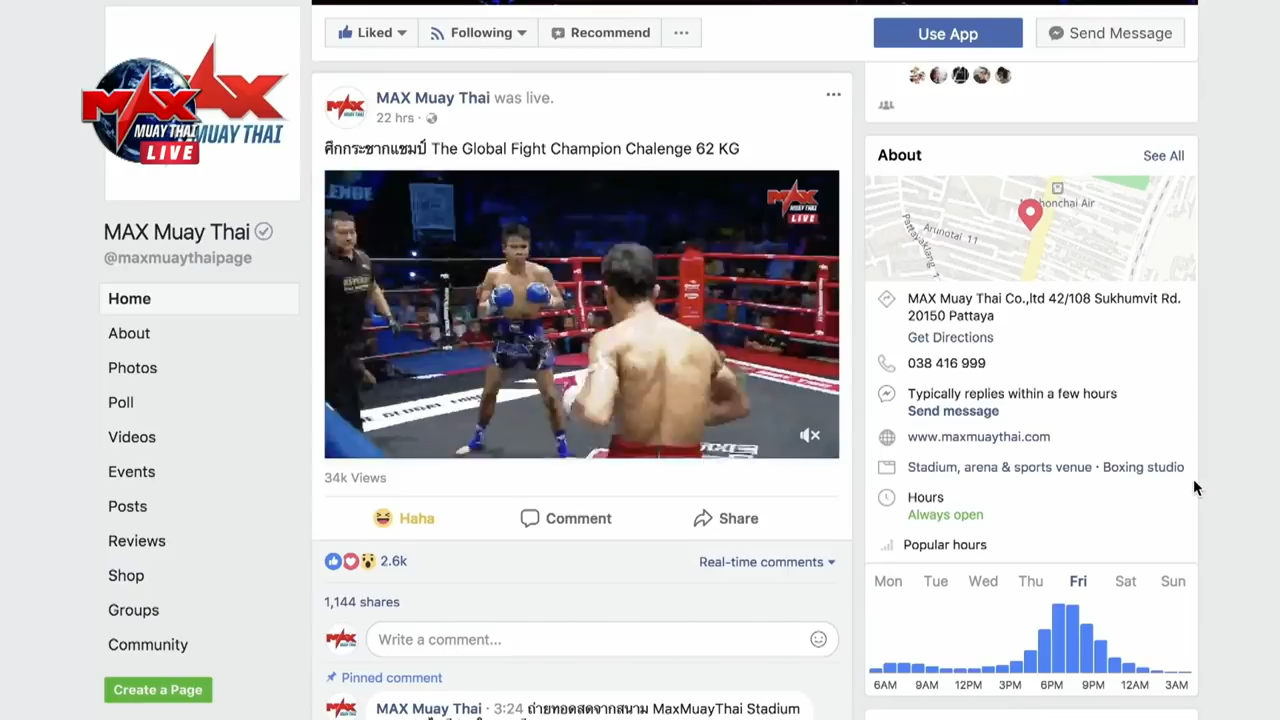 Liked
Following
Recommend
Use App
Send Message
MAX
MUAY THAI
MAX
MUAY THAI
LIVE
MAX Muay Thai
@maxmuaythaipage
Home
About
Photos
Poll
Videos
Events
Posts
Reviews
Shop
Groups
Community
Create a Page
MAX Muay Thai was live.
22 hrs ·
ศึกกระชากแชมป์ The Global Fight Champion Chalenge 62 KG
MAX
MUAY THAI
LIVE
34k Views
Haha
Comment
Share
2.6k
Real-time comments
1,144 shares
Write a comment...
Pinned comment
MAX Muay Thai · 3:24 ถ่ายทอดสดจากสนาม MaxMuayThai Stadium
About
See All
honchai Air
Arunotai 11
MAX Muay Thai Co.,ltd 42/108 Sukhumvit Rd.
20150 Pattaya
Get Directions
038 416 999
Typically replies within a few hours
Send message
www.maxmuaythai.com
Stadium, arena & sports venue · Boxing studio
Hours
Always open
Popular hours
Mon Tue Wed Thu Fri Sat Sun
6AM 9AM 12PM 3PM 6PM 9PM 12AM 3AM